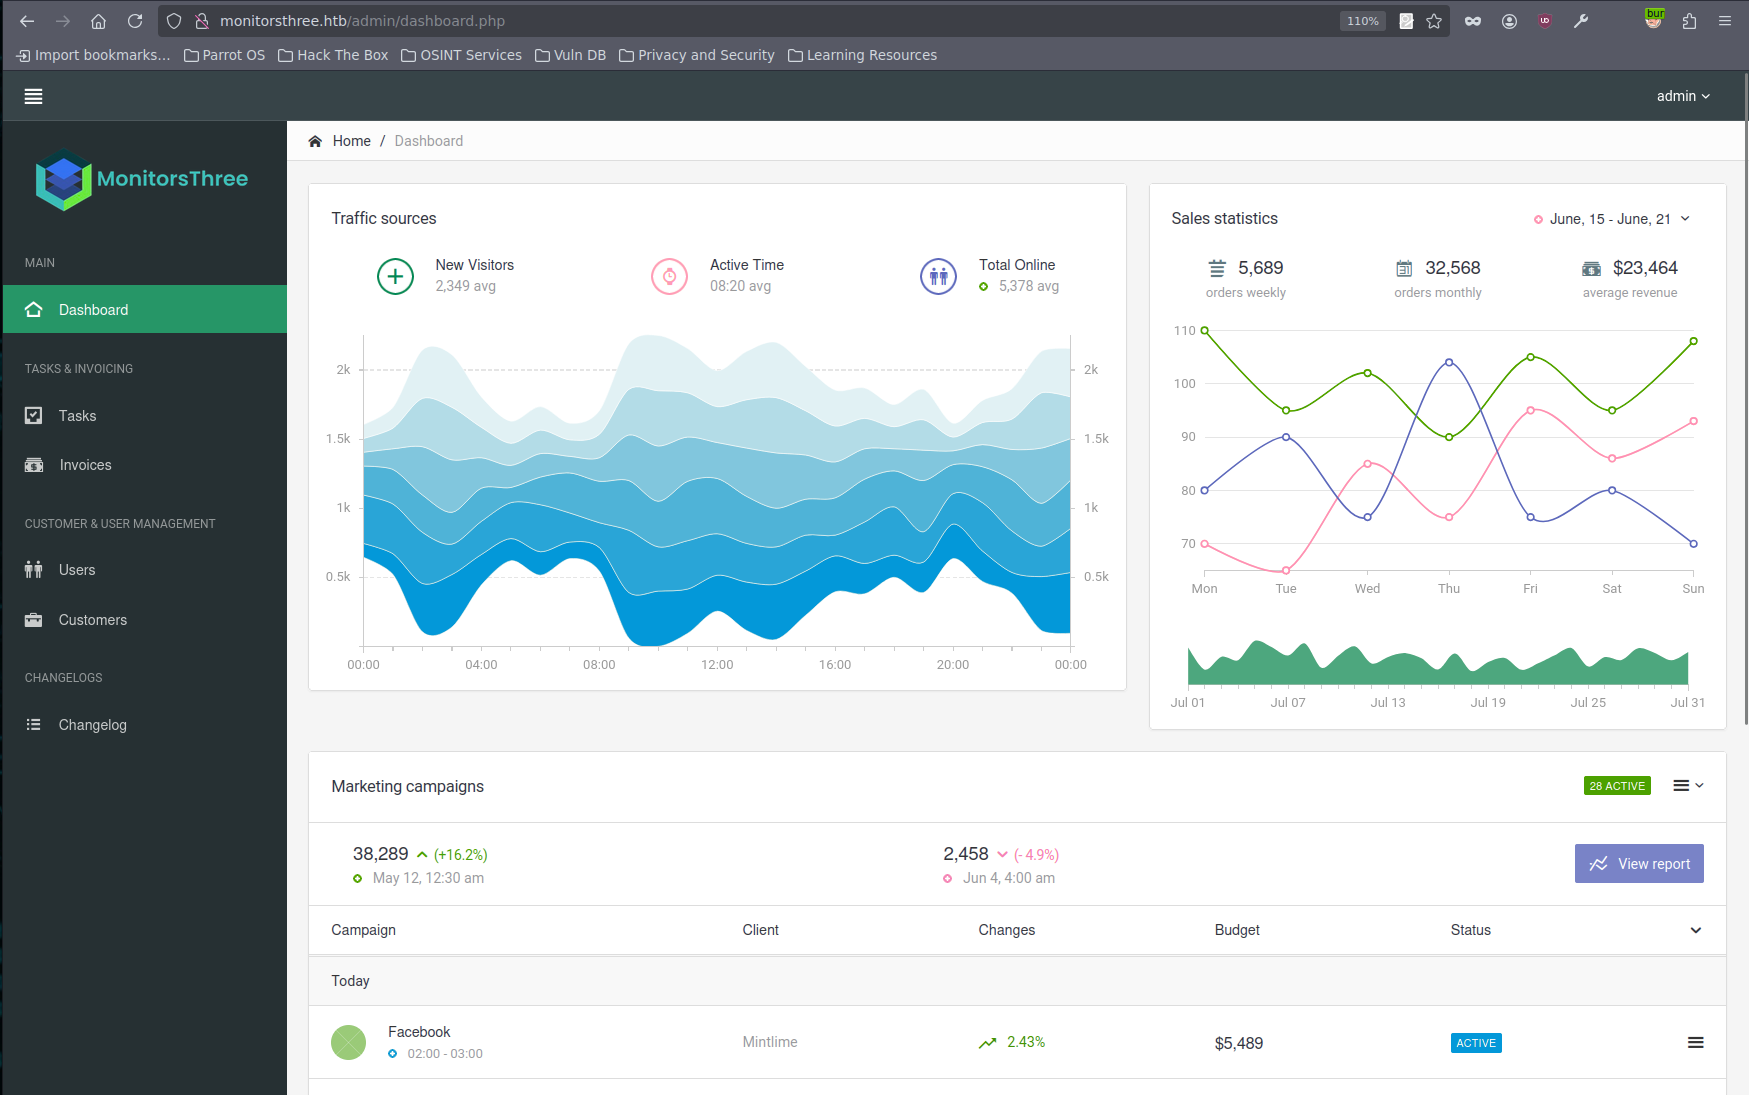 monitorsthree.htb/admin/dashboard.php
110%
bur
Import bookmarks... Parrot OS Hack The Box OSINT Services Vuln DB Privacy and Security Learning Resources
admin
MonitorsThree
MAIN
Dashboard
TASKS & INVOICING
Tasks
Invoices
CUSTOMER & USER MANAGEMENT
Users
Customers
CHANGELOGS
Changelog
Home / Dashboard
Traffic sources
New Visitors
2,349 avg
Active Time
08:20 avg
Total Online
5,378 avg
2k 2k
1.5k 1.5k
1k 1k
0.5k 0.5k
00:00 04:00 08:00 12:00 16:00 20:00 00:00
Sales statistics
June, 15 - June, 21
5,689
orders weekly
32,568
orders monthly
$23,464
average revenue
110
100
90
80
70
Mon Tue Wed Thu Fri Sat Sun
Jul 01 Jul 07 Jul 13 Jul 19 Jul 25 Jul 31
Marketing campaigns
28 ACTIVE
38,289 (+16.2%)
May 12, 12:30 am
2,458 (- 4.9%)
Jun 4, 4:00 am
View report
Campaign Client Changes Budget Status
Today
Facebook
02:00 - 03:00
Mintlime
2.43%
$5,489
ACTIVE